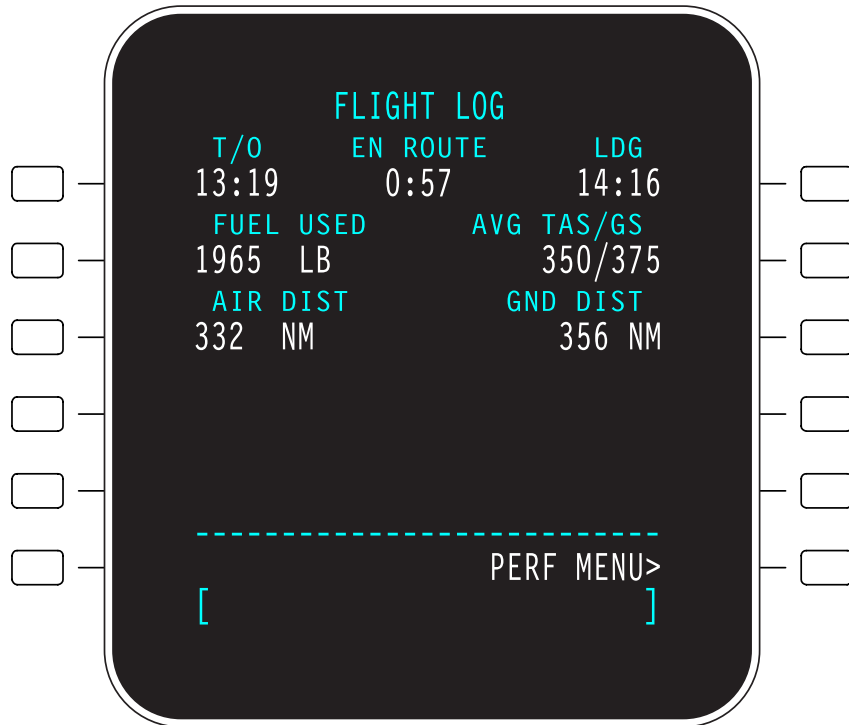 FLIGHT LOG
T/O EN ROUTE LDG
13:19 0:57 14:16
FUEL USED AVG TAS/GS
1965 LB 350/375
AIR DIST GND DIST
332 NM 356 NM
---------------------------
PERF MENU>
[ ]